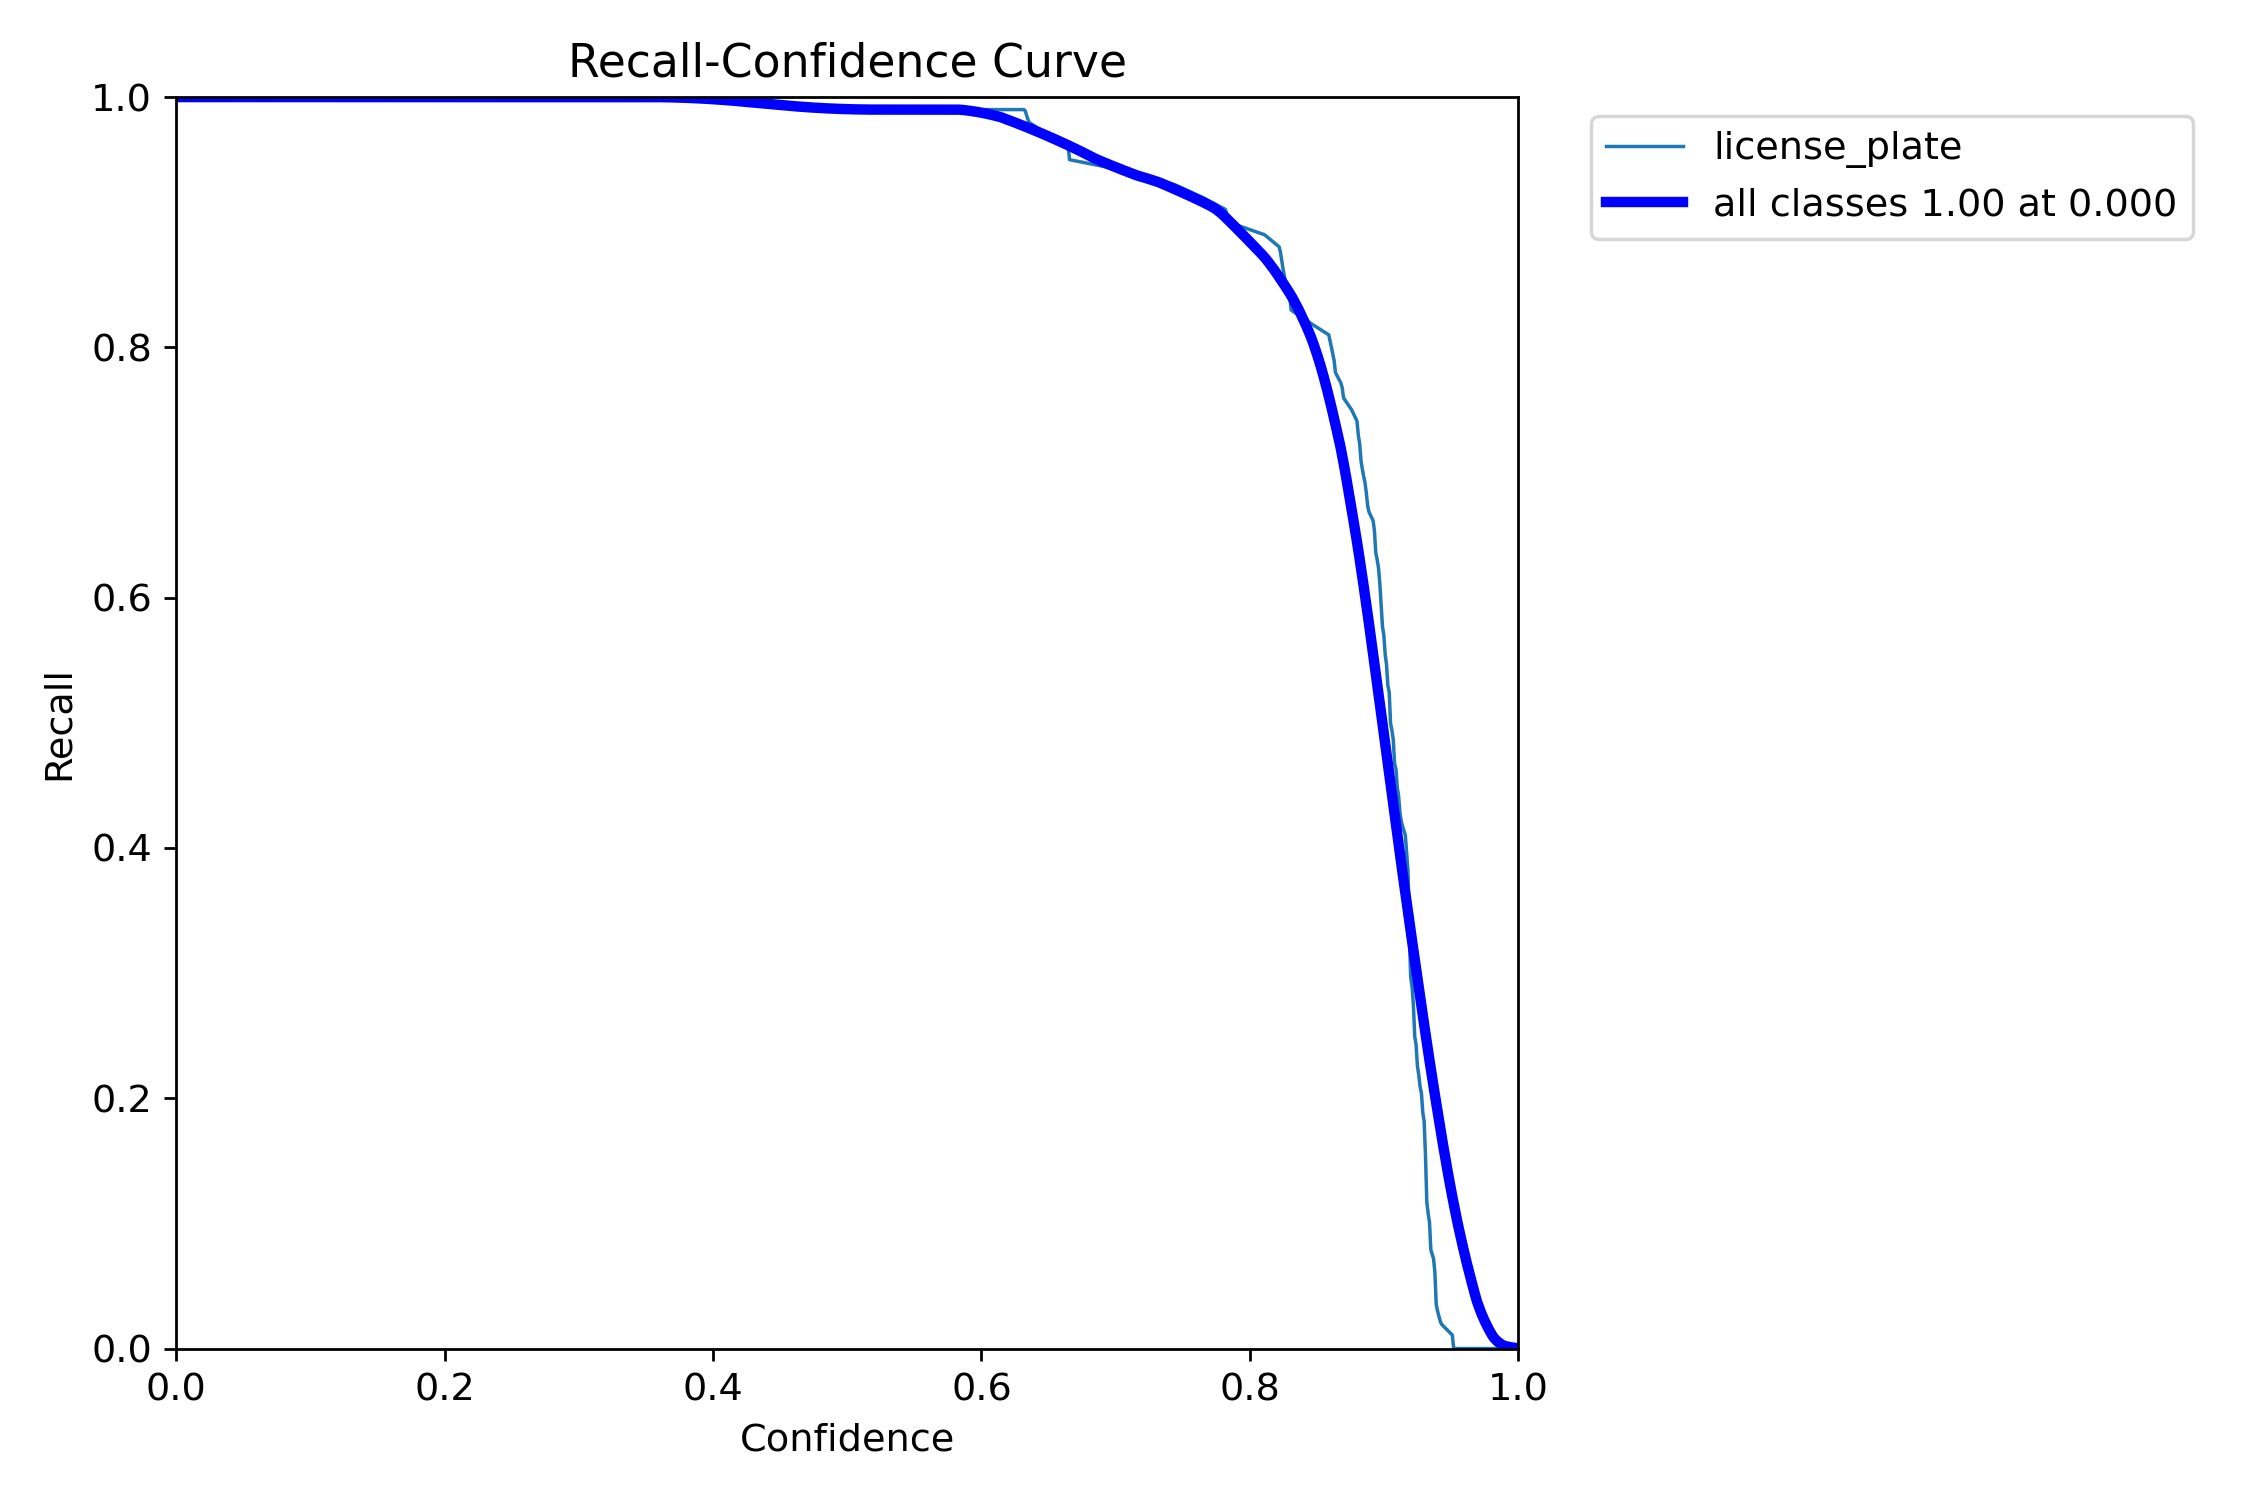 Recall-Confidence Curve
1.0
0.8
0.6
0.4
0.2
0.0
Recall
0.0 0.2 0.4 0.6 0.8 1.0
Confidence
license_plate
all classes 1.00 at 0.000